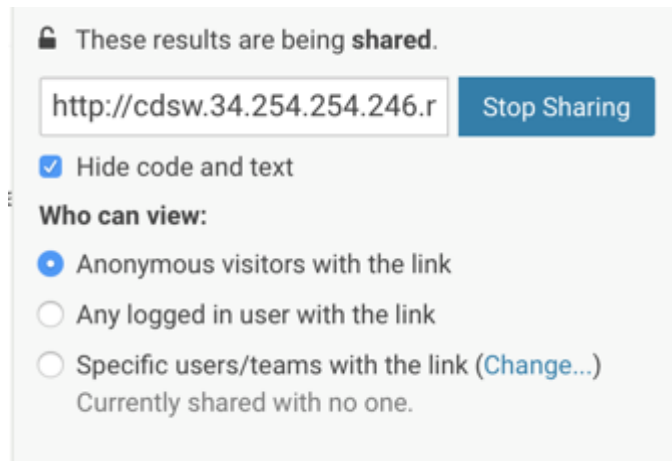 These results are being shared.
http://cdsw.34.254.254.246.r
Stop Sharing
Hide code and text
Who can view:
Anonymous visitors with the link
Any logged in user with the link
Specific users/teams with the link (Change...)
Currently shared with no one.